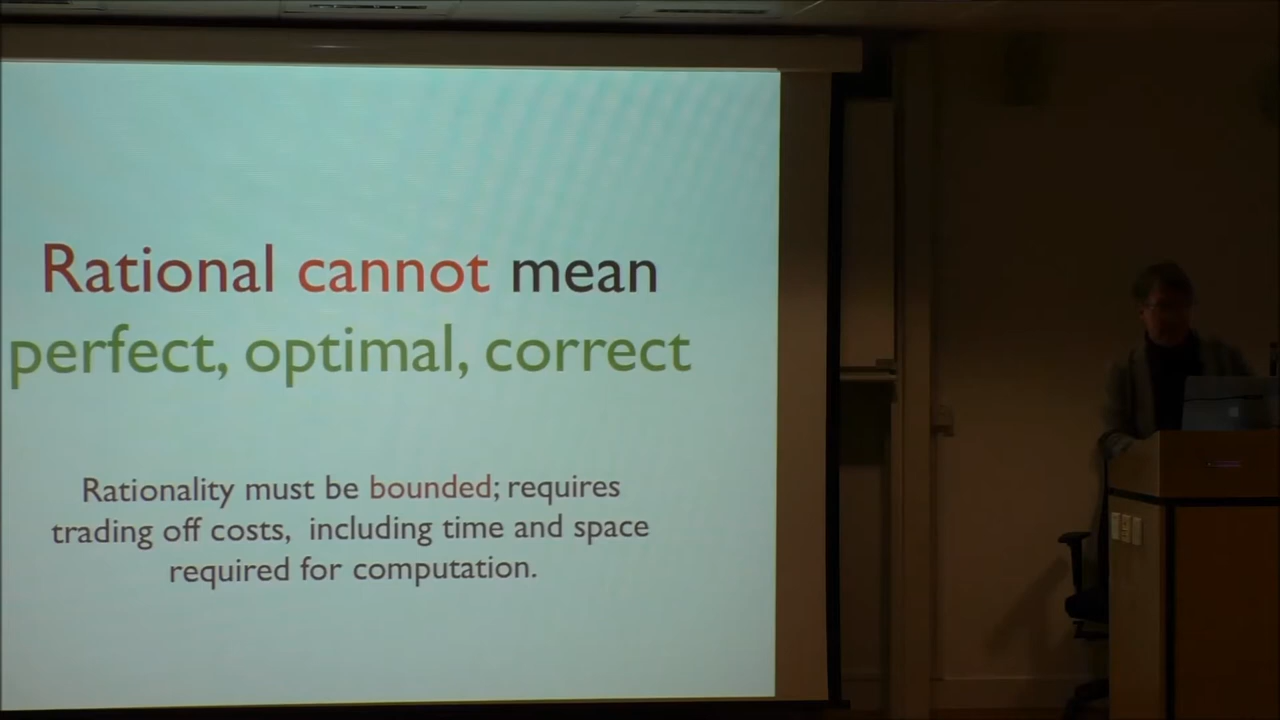 Rational cannot mean
perfect, optimal, correct
Rationality must be bounded; requires
trading off costs, including time and space
required for computation.